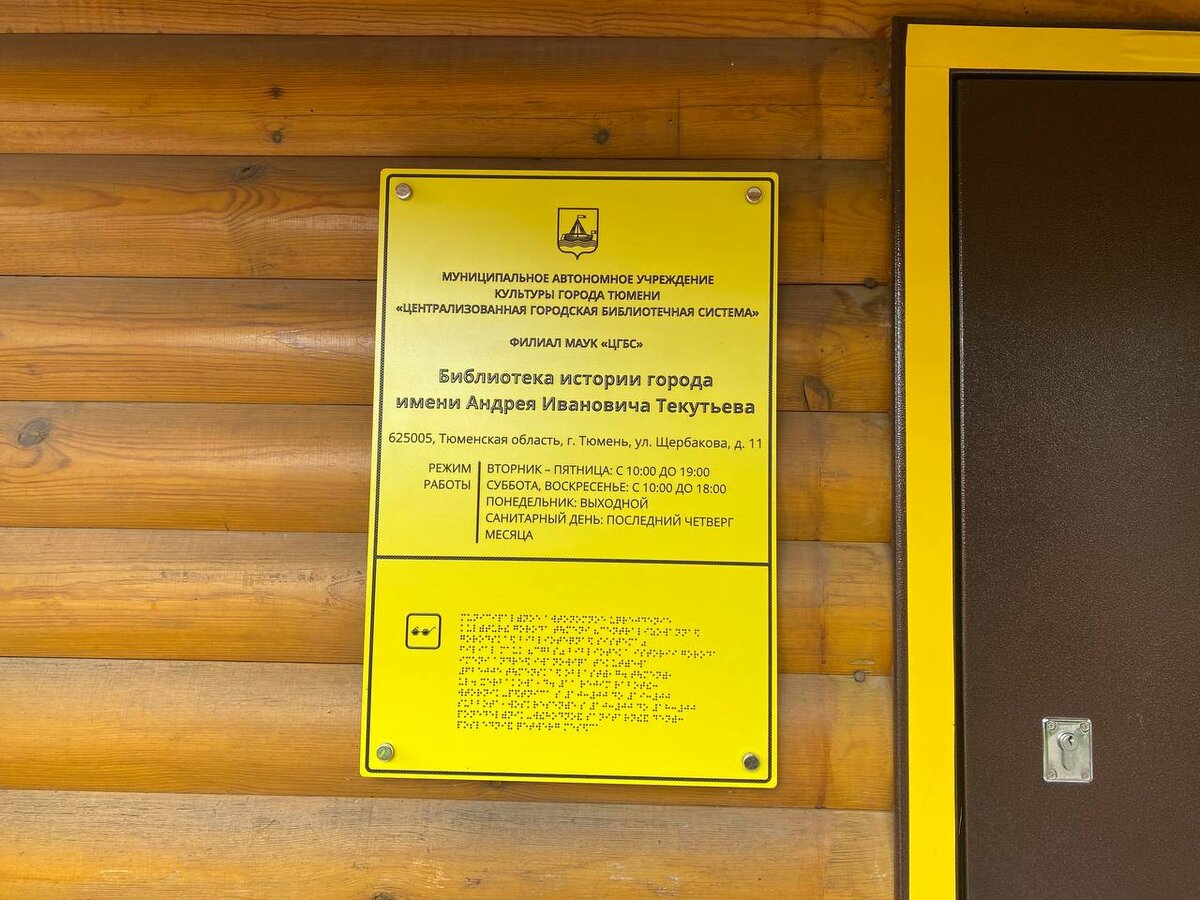 МУНИЦИПАЛЬНОЕ АВТОНОМНОЕ УЧРЕЖДЕНИЕ
КУЛЬТУРЫ ГОРОДА ТЮМЕНИ
«ЦЕНТРАЛИЗОВАННАЯ ГОРОДСКАЯ БИБЛИОТЕЧНАЯ СИСТЕМА»
ФИЛИАЛ МАУК «ЦГБС»
Библиотека истории города
имени Андрея Ивановича Текутьева
625005, Тюменская область, г. Тюмень, ул. Щербакова, д. 11
РЕЖИМ
РАБОТЫ
ВТОРНИК – ПЯТНИЦА: С 10:00 ДО 19:00
СУББОТА, ВОСКРЕСЕНЬЕ: С 10:00 ДО 18:00
ПОНЕДЕЛЬНИК: ВЫХОДНОЙ
САНИТАРНЫЙ ДЕНЬ: ПОСЛЕДНИЙ ЧЕТВЕРГ
МЕСЯЦА